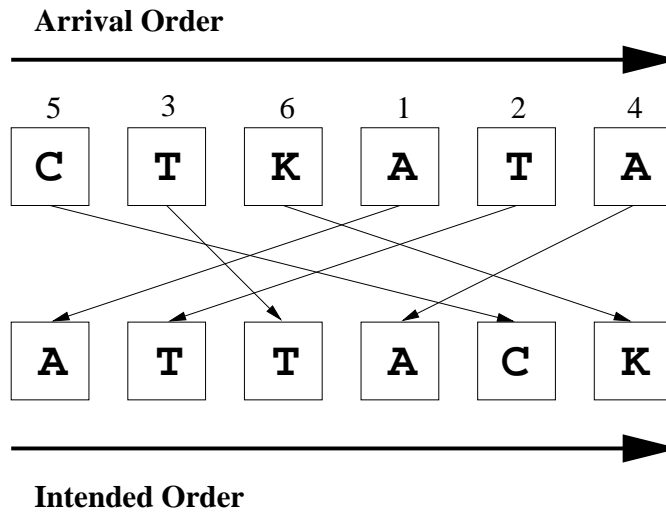 Arrival Order
5 3 6 1 2 4
C T K A T A
A T T A C K
Intended Order